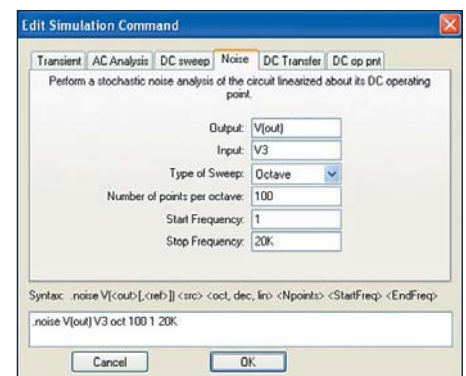 Edit Simulation Command
Transient AC Analysis DC sweep Noise DC Transfer DC op pnt
Perform a stochastic noise analysis of the circuit linearized about its DC operating
point.
Output: V(out)
Input: V3
Type of Sweep: Octave
Number of points per octave: 100
Start Frequency: 1
Stop Frequency: 20K
Syntax: .noise V(<out>[,<ref>]) <src> <oct, dec, lin> <Npoints> <StartFreq> <EndFreq>
.noise V(out) V3 oct 100 1 20K
Cancel OK